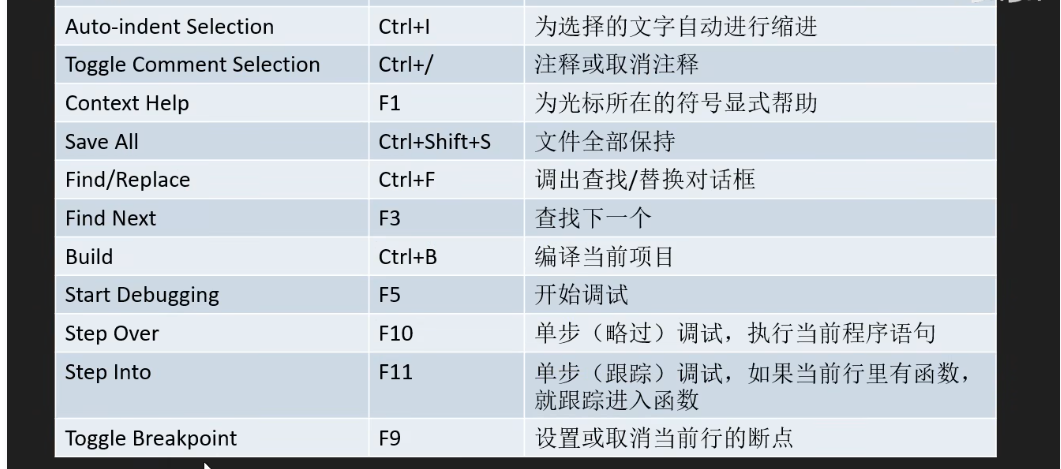 Auto-indent Selection Ctrl+I 为选择的文字自动进行缩进
Toggle Comment Selection Ctrl+/ 注释或取消注释
Context Help F1 为光标所在的符号显式帮助
Save All Ctrl+Shift+S 文件全部保持
Find/Replace Ctrl+F 调出查找/替换对话框
Find Next F3 查找下一个
Build Ctrl+B 编译当前项目
Start Debugging F5 开始调试
Step Over F10 单步（略过）调试，执行当前程序语句
Step Into F11 单步（跟踪）调试，如果当前行里有函数，
就跟踪进入函数
Toggle Breakpoint F9 设置或取消当前行的断点